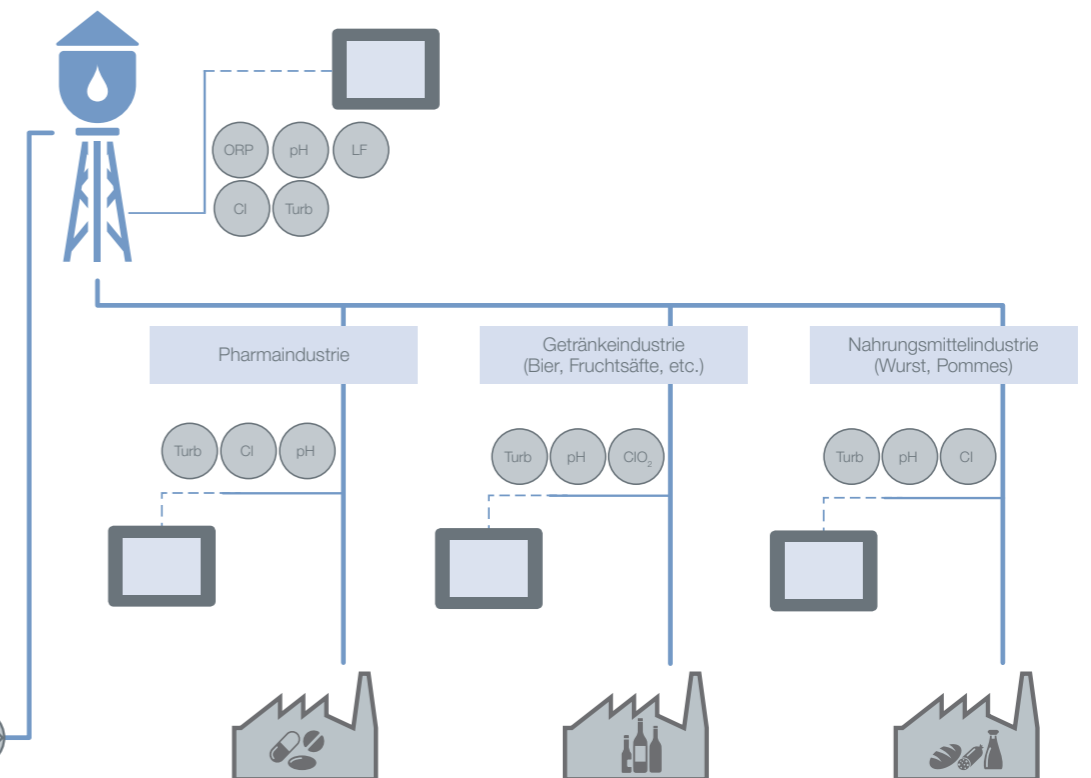 ORP pH LF
Cl Turb
Pharmaindustrie
Getränkeindustrie
(Bier, Fruchtsäfte, etc.)
Nahrungsmittelindustrie
(Wurst, Pommes)
Turb Cl pH
Turb pH ClO₂
Turb pH Cl